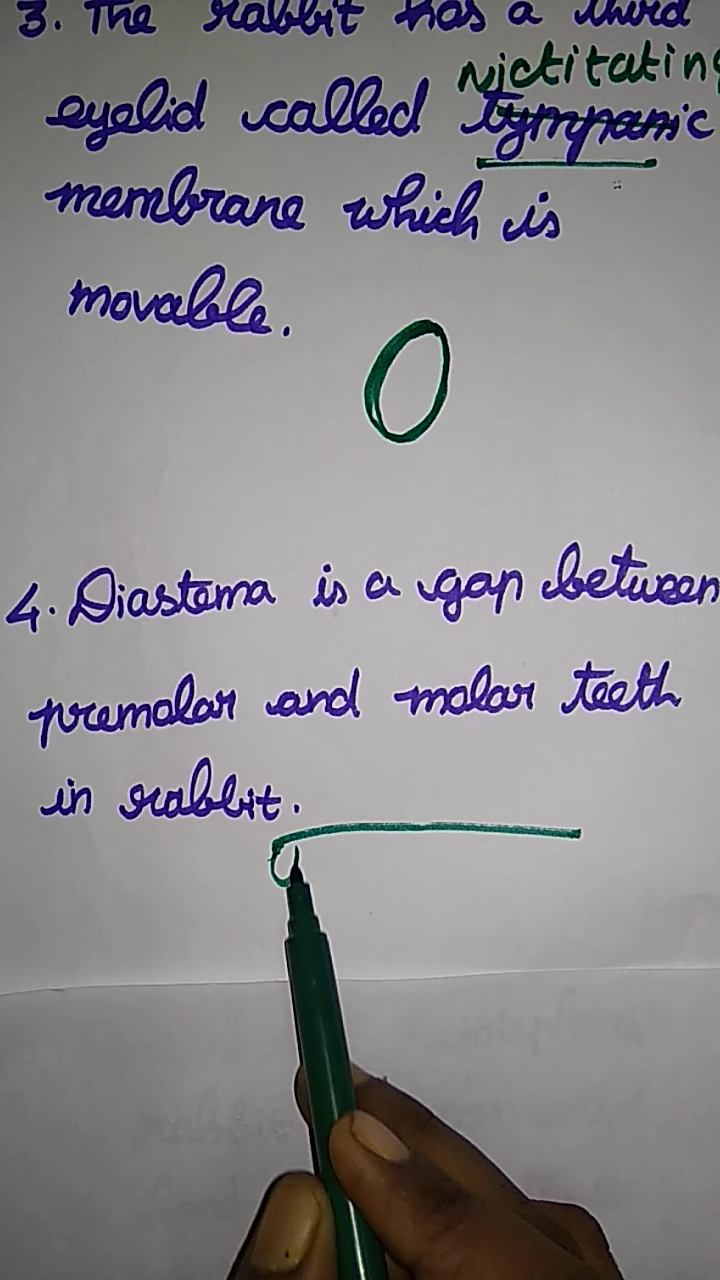 3. The rabbit has a third
Nictitating
eyelid called tympanic
membrane which is
movable.
4. Diastema is a gap between
premolar and molar teeth
in rabbit.